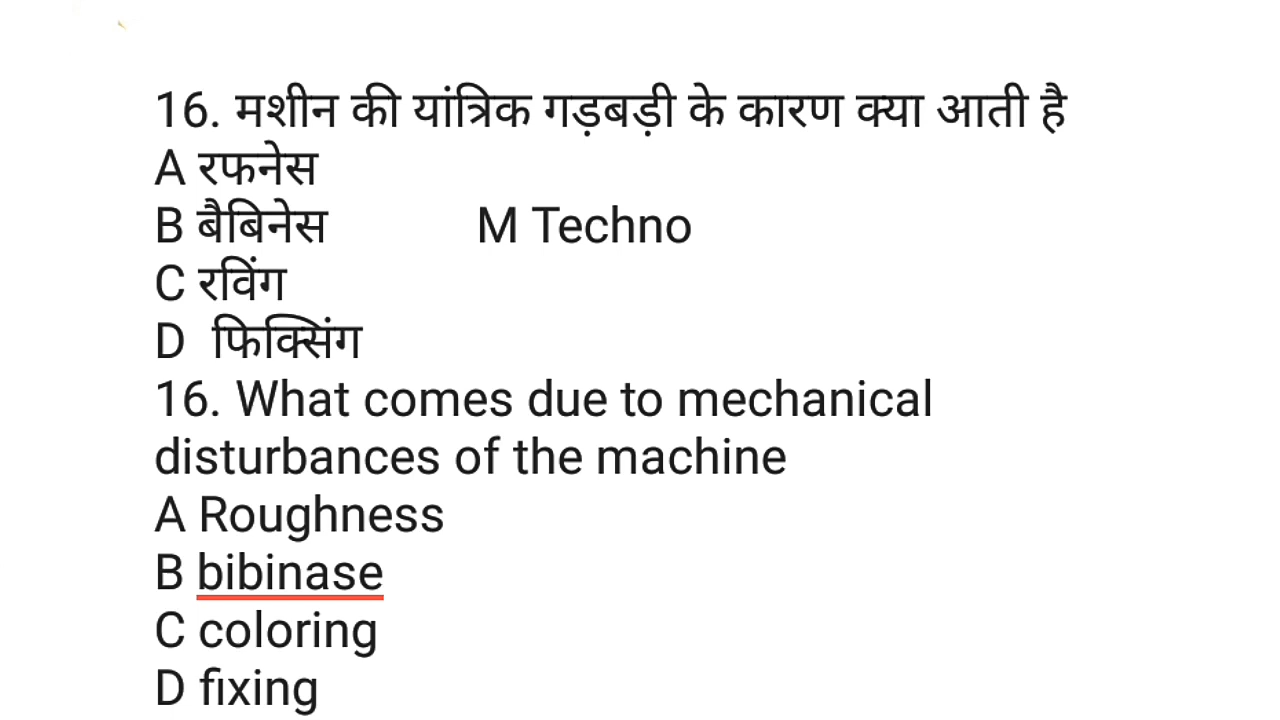 16. मशीन की यांत्रिक गड़बड़ी के कारण क्या आती है
A रफनेस
B बैबिनेस M Techno
C रविंग
D फिक्सिंग
16. What comes due to mechanical
disturbances of the machine
A Roughness
B bibinase
C coloring
D fixing